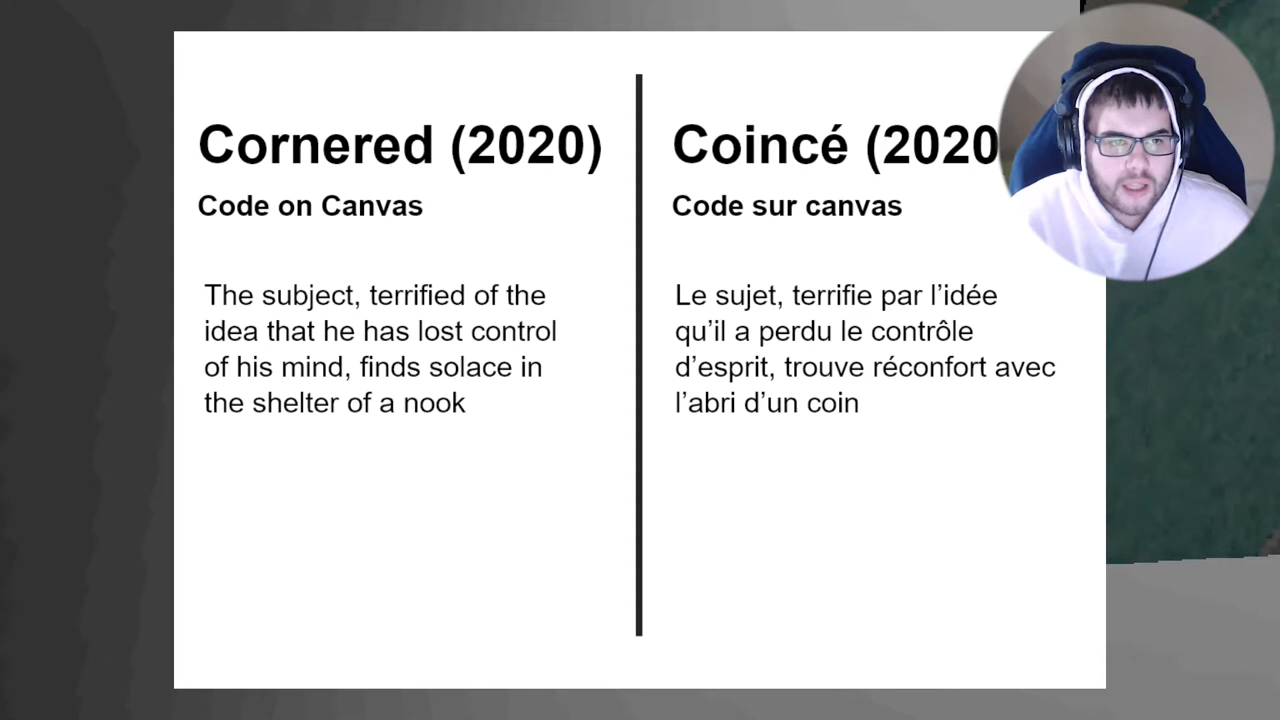 Cornered (2020)
Code on Canvas
The subject, terrified of the
idea that he has lost control
of his mind, finds solace in
the shelter of a nook
Coincé (2020
Code sur canvas
Le sujet, terrifie par l’idée
qu’il a perdu le contrôle
d’esprit, trouve réconfort avec
l’abri d’un coin